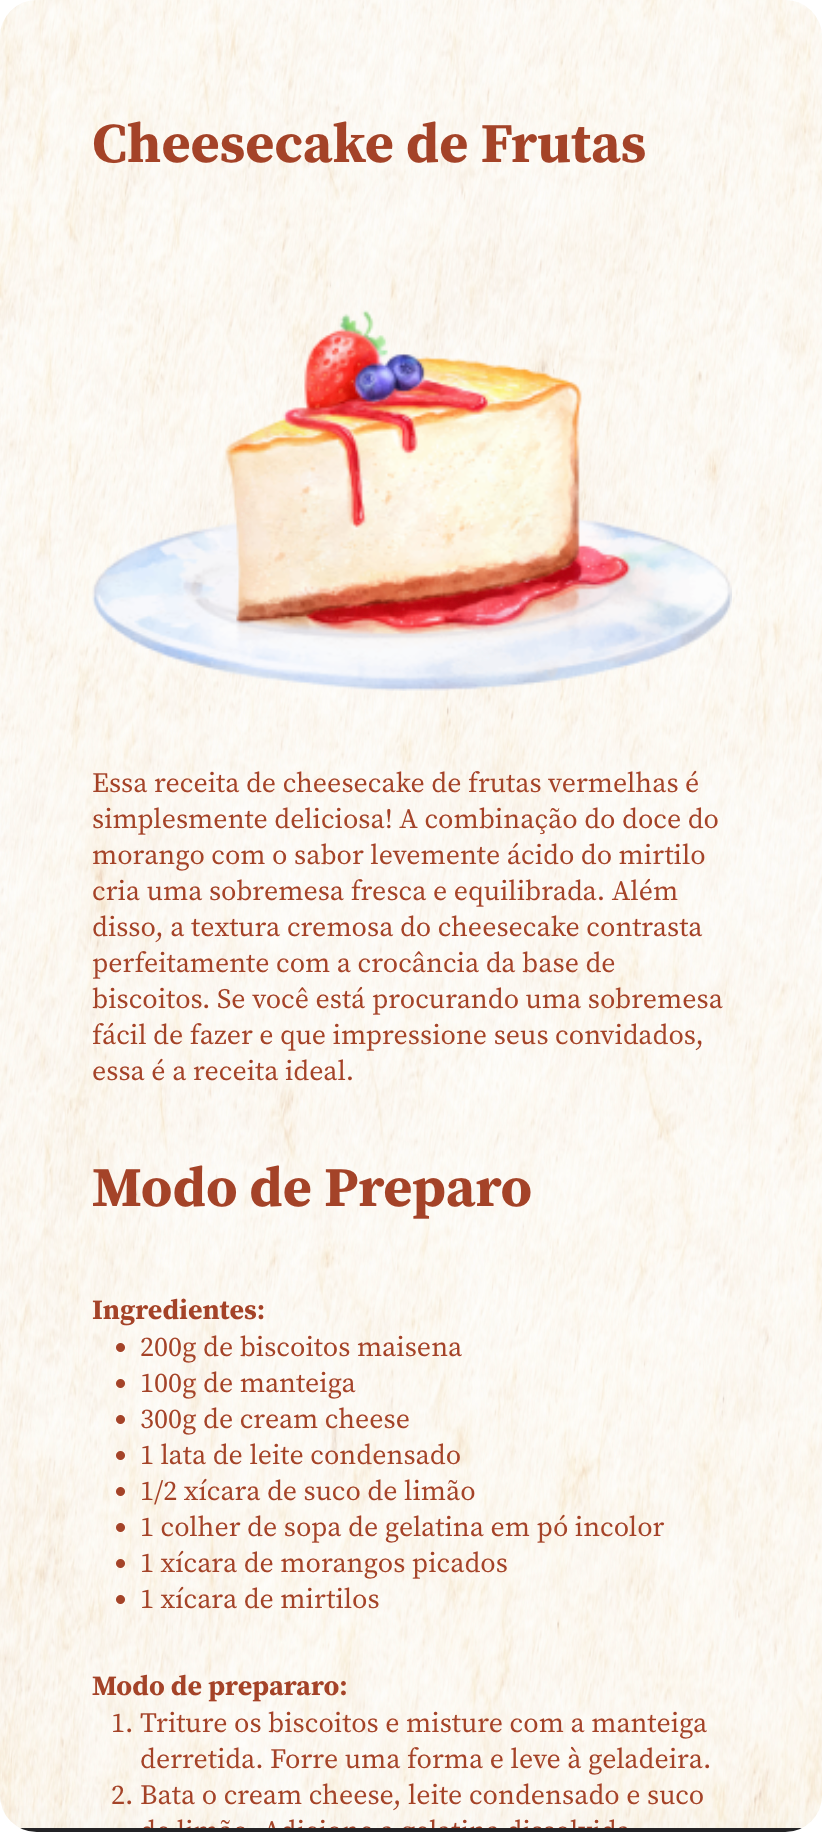 Cheesecake de Frutas
Essa receita de cheesecake de frutas vermelhas é
simplesmente deliciosa! A combinação do doce do
morango com o sabor levemente ácido do mirtilo
cria uma sobremesa fresca e equilibrada. Além
disso, a textura cremosa do cheesecake contrasta
perfeitamente com a crocância da base de
biscoitos. Se você está procurando uma sobremesa
fácil de fazer e que impressione seus convidados,
essa é a receita ideal.
Modo de Preparo
Ingredientes:
• 200g de biscoitos maisena
• 100g de manteiga
• 300g de cream cheese
• 1 lata de leite condensado
• 1/2 xícara de suco de limão
• 1 colher de sopa de gelatina em pó incolor
• 1 xícara de morangos picados
• 1 xícara de mirtilos
Modo de prepararo:
1. Triture os biscoitos e misture com a manteiga
derretida. Forre uma forma e leve à geladeira.
2. Bata o cream cheese, leite condensado e suco
de limão. Adicione a gelatina dissolvida